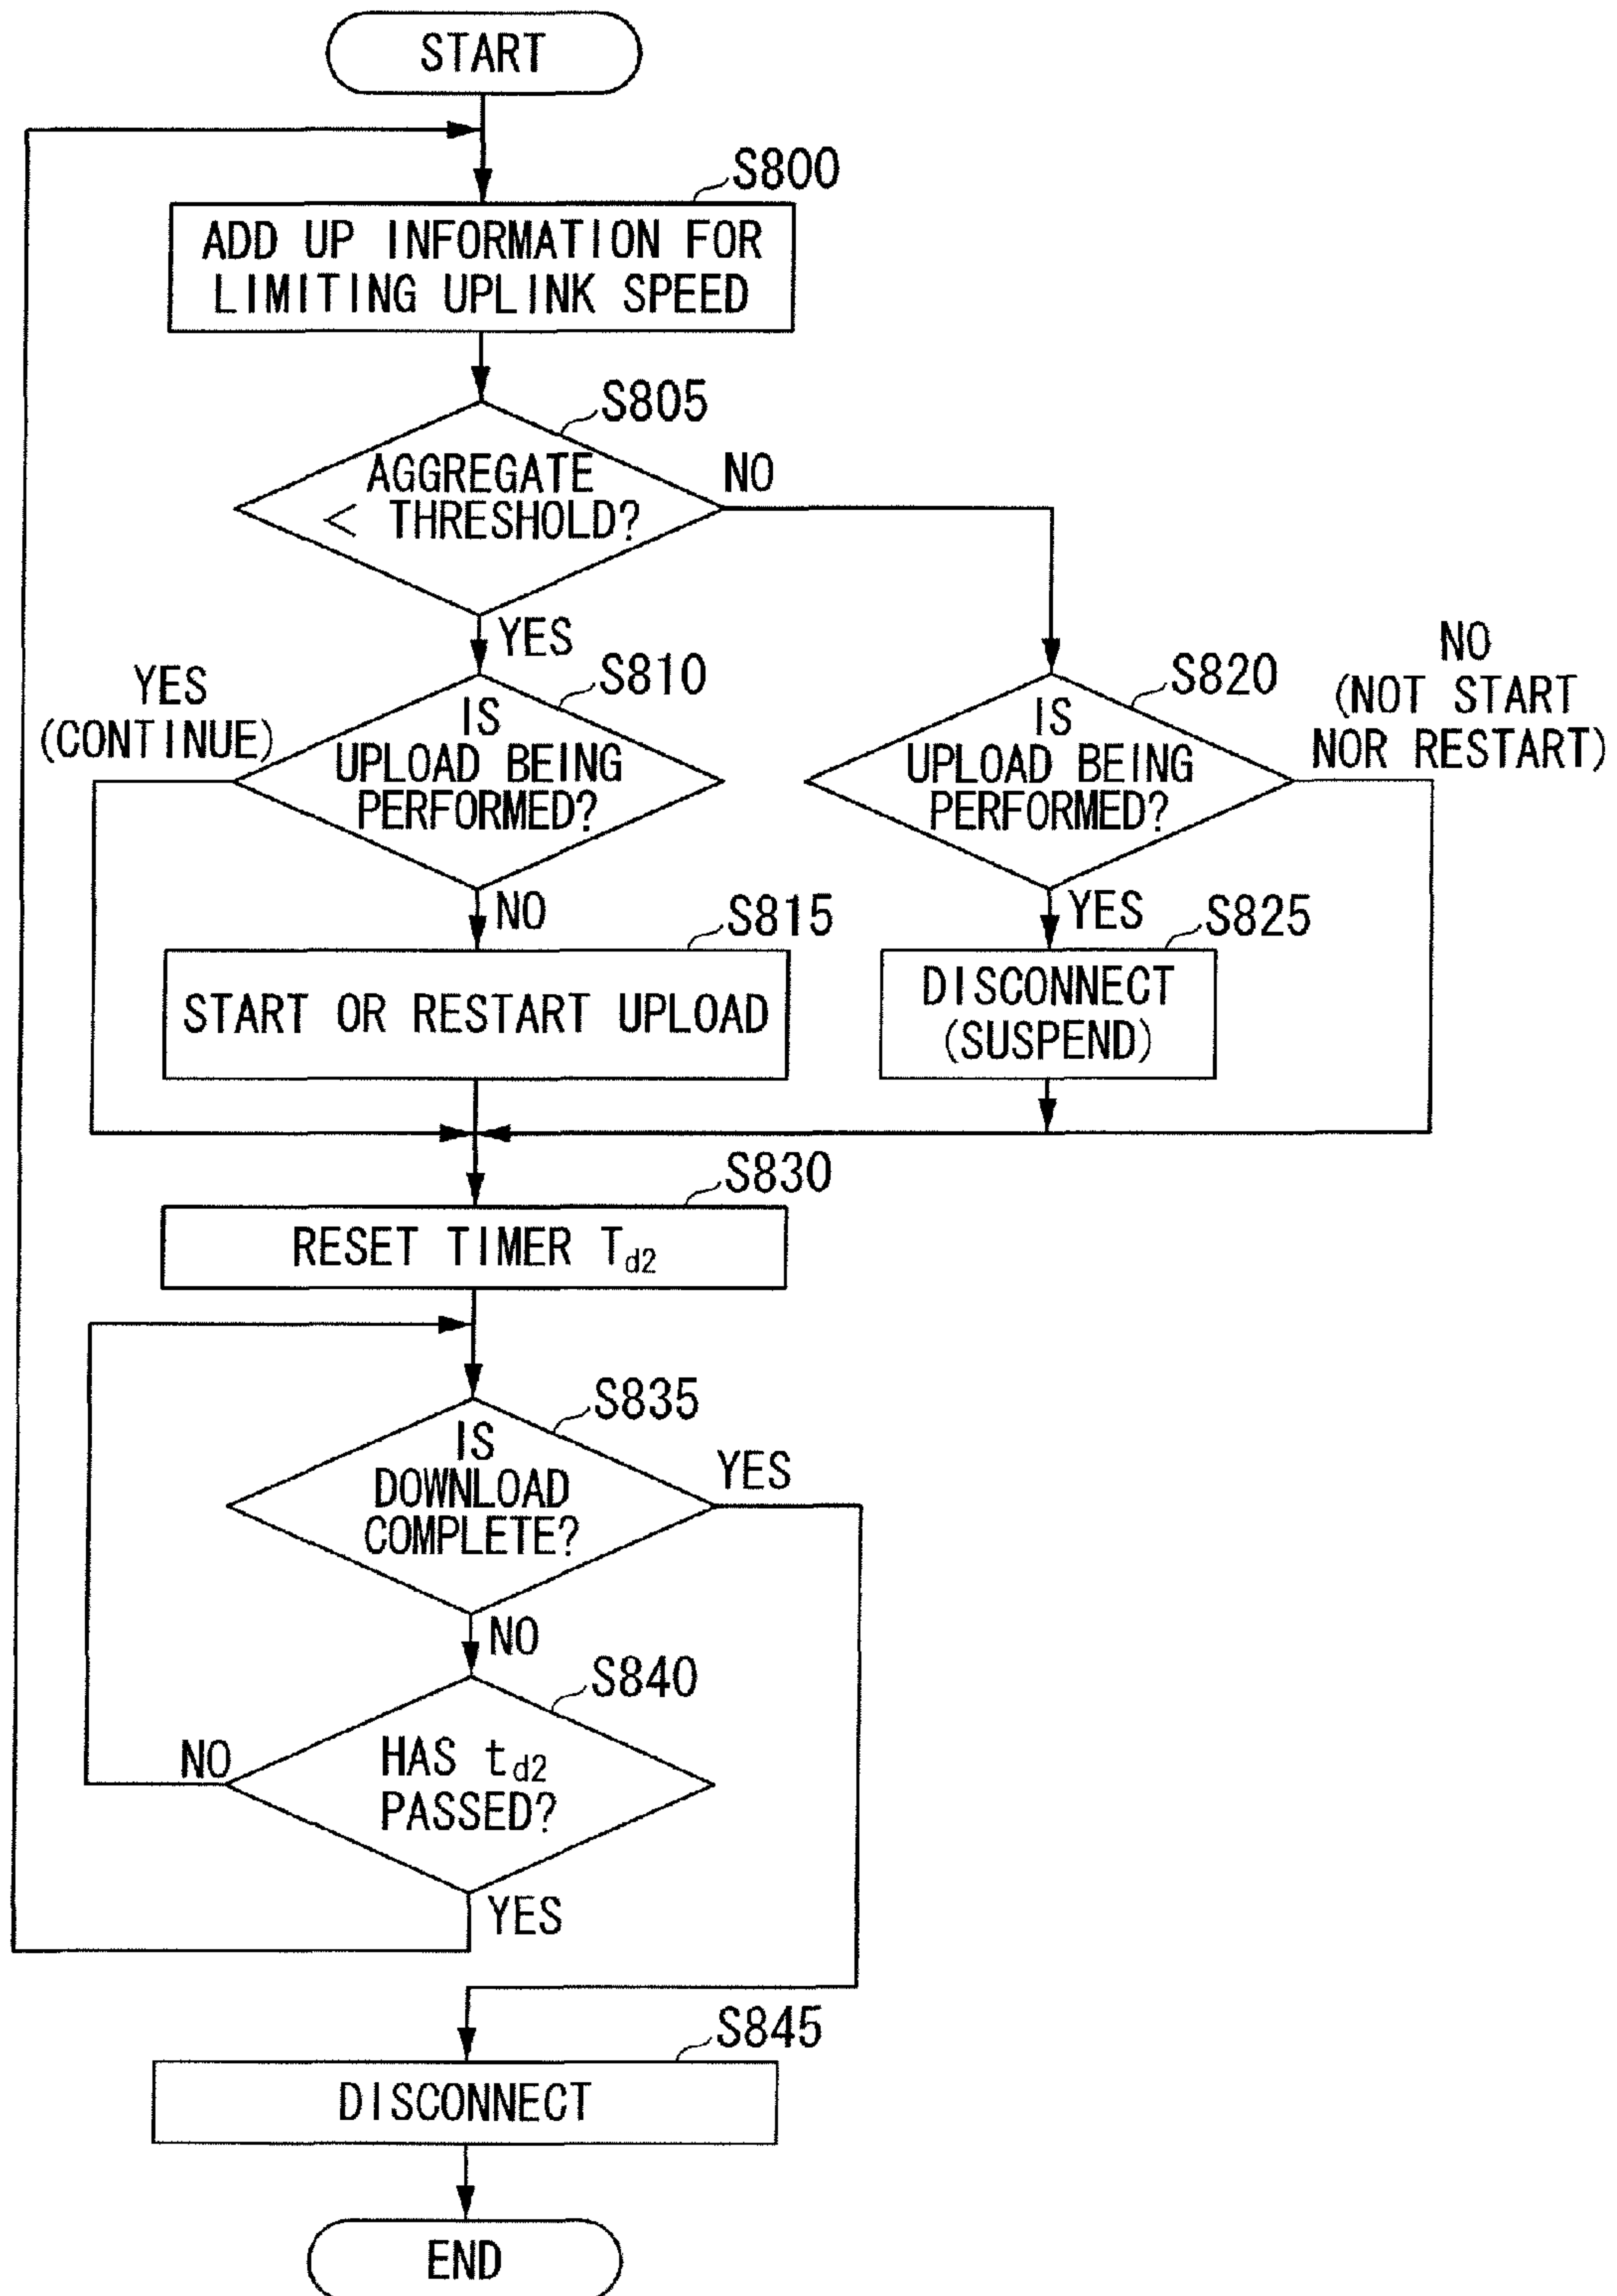 START
S800
ADD UP INFORMATION FOR
LIMITING UPLINK SPEED
S805
AGGREGATE
< THRESHOLD?
NO
YES
S810
YES
(CONTINUE)
IS
UPLOAD BEING
PERFORMED?
S820
IS
UPLOAD BEING
PERFORMED?
NO
(NOT START
NOR RESTART)
NO
S815
START OR RESTART UPLOAD
YES
S825
DISCONNECT
(SUSPEND)
S830
RESET TIMER Td2
S835
IS
DOWNLOAD
COMPLETE?
YES
NO
S840
NO
HAS td2
PASSED?
YES
S845
DISCONNECT
END